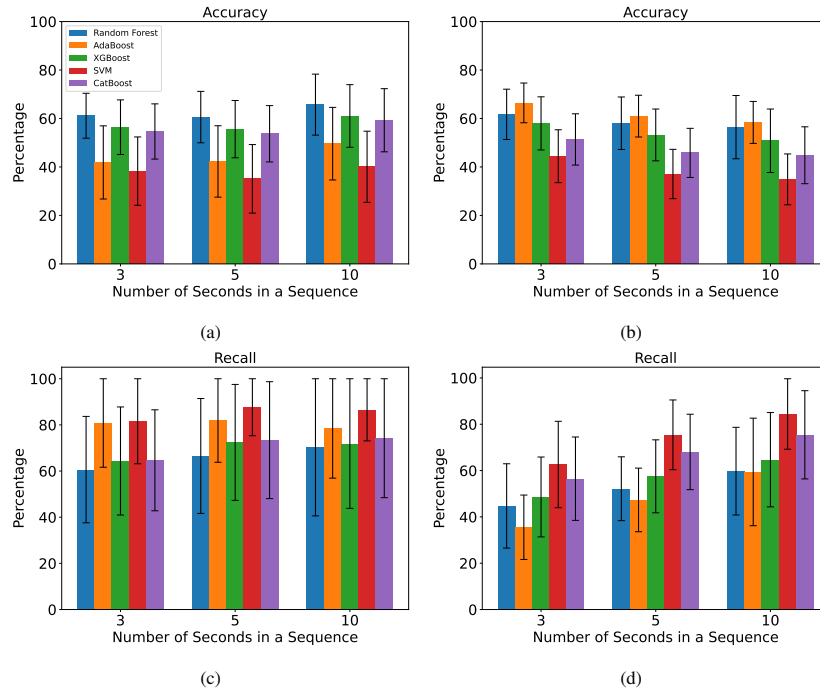 Accuracy
100
80
60
40
20
0
Percentage
Random Forest
AdaBoost
XGBoost
SVM
CatBoost
3
5
10
Number of Seconds in a Sequence
(a)
Accuracy
100
80
60
40
20
0
Percentage
3
5
10
Number of Seconds in a Sequence
(b)
Recall
100
80
60
40
20
0
Percentage
3
5
10
Number of Seconds in a Sequence
(c)
Recall
100
80
60
40
20
0
Percentage
3
5
10
Number of Seconds in a Sequence
(d)